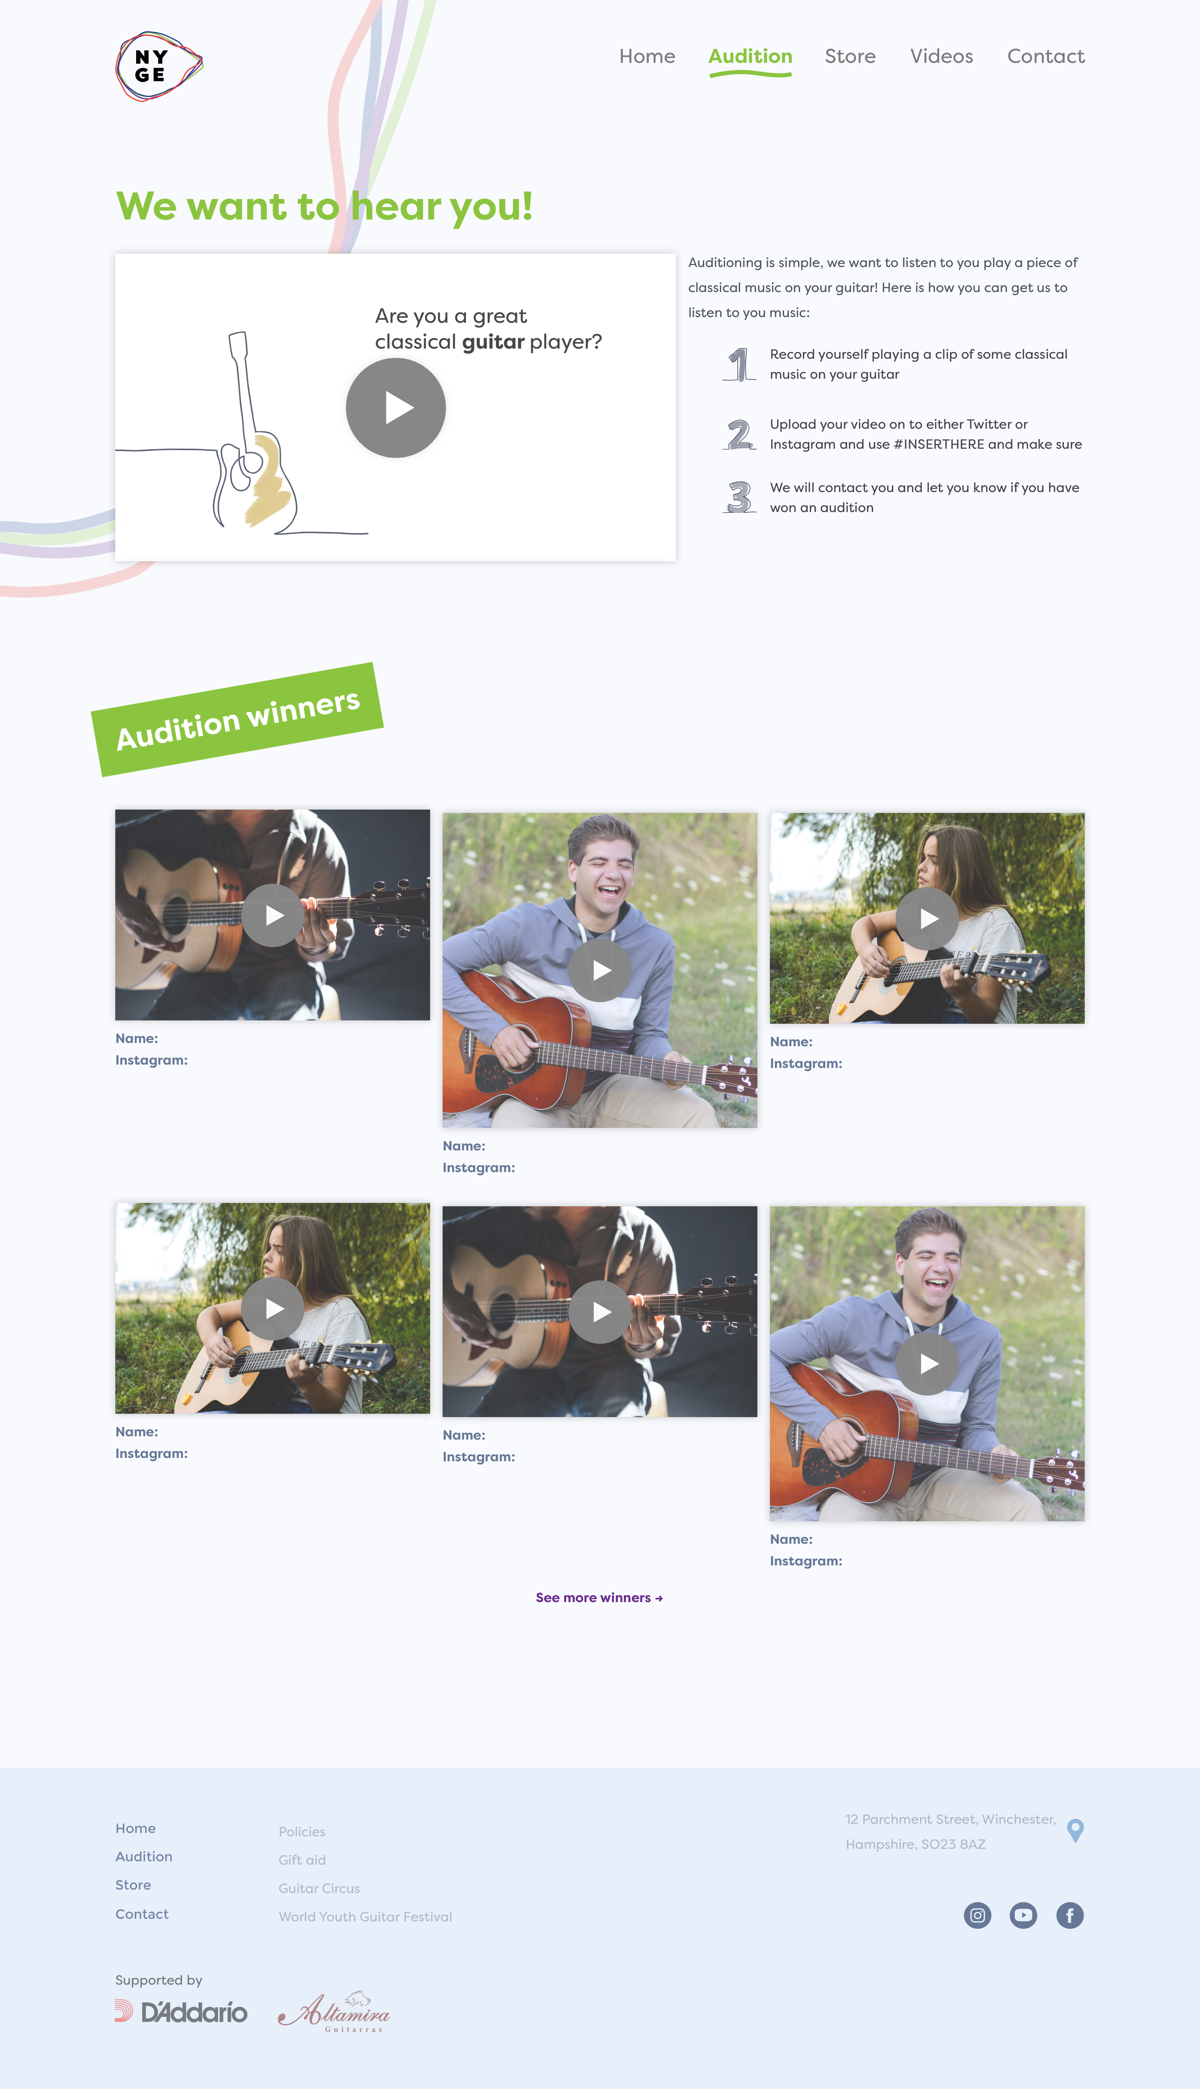 NY
GE
Home Audition Store Videos Contact
We want to hear you!
Are you a great
classical guitar player?
Auditioning is simple, we want to listen to you play a piece of
classical music on your guitar! Here is how you can get us to
listen to you music:
1 Record yourself playing a clip of some classical
music on your guitar
2 Upload your video on to either Twitter or
Instagram and use #INSERTHERE and make sure
3 We will contact you and let you know if you have
won an audition
Audition winners
Name:
Instagram:
Name:
Instagram:
Name:
Instagram:
Name:
Instagram:
Name:
Instagram:
Name:
Instagram:
See more winners →
Home
Audition
Store
Contact
Policies
Gift aid
Guitar Circus
World Youth Guitar Festival
12 Parchment Street, Winchester,
Hampshire, SO23 8AZ
Supported by
D'Addario
Altamira
Guitarras